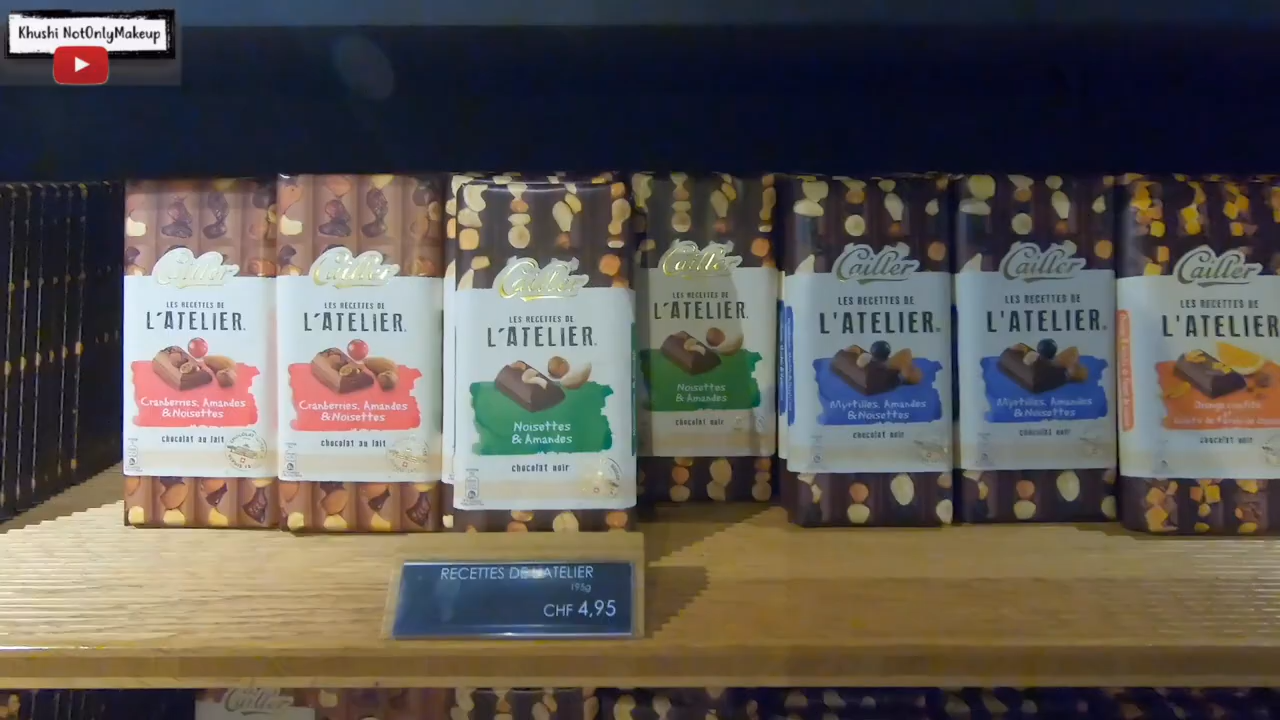 Khushi NotOnlyMakeup
Cailler
LES RECETTES DE
L'ATELIER.
Cranberries, Amandes
& Noisettes
chocolat au lait
Cailler
LES RECETTES DE
L'ATELIER.
Cranberries, Amandes
& Noisettes
chocolat au lait
Cailler
LES RECETTES DE
L'ATELIER.
Noisettes
& Amandes
chocolat noir
Cailler
LES RECETTES DE
L'ATELIER.
Noisettes
& Amandes
chocolat noir
Cailler
LES RECETTES DE
L'ATELIER.
Myrtilles, Amandes
& Noisettes
chocolat noir
Cailler
LES RECETTES DE
L'ATELIER.
Myrtilles, Amandes
& Noisettes
chocolat noir
Cailler
LES RECETTES DE
L'ATELIER
Orange confite
chocolat noir
RECETTES DE L'ATELIER
195g
CHF 4,95
Cailler